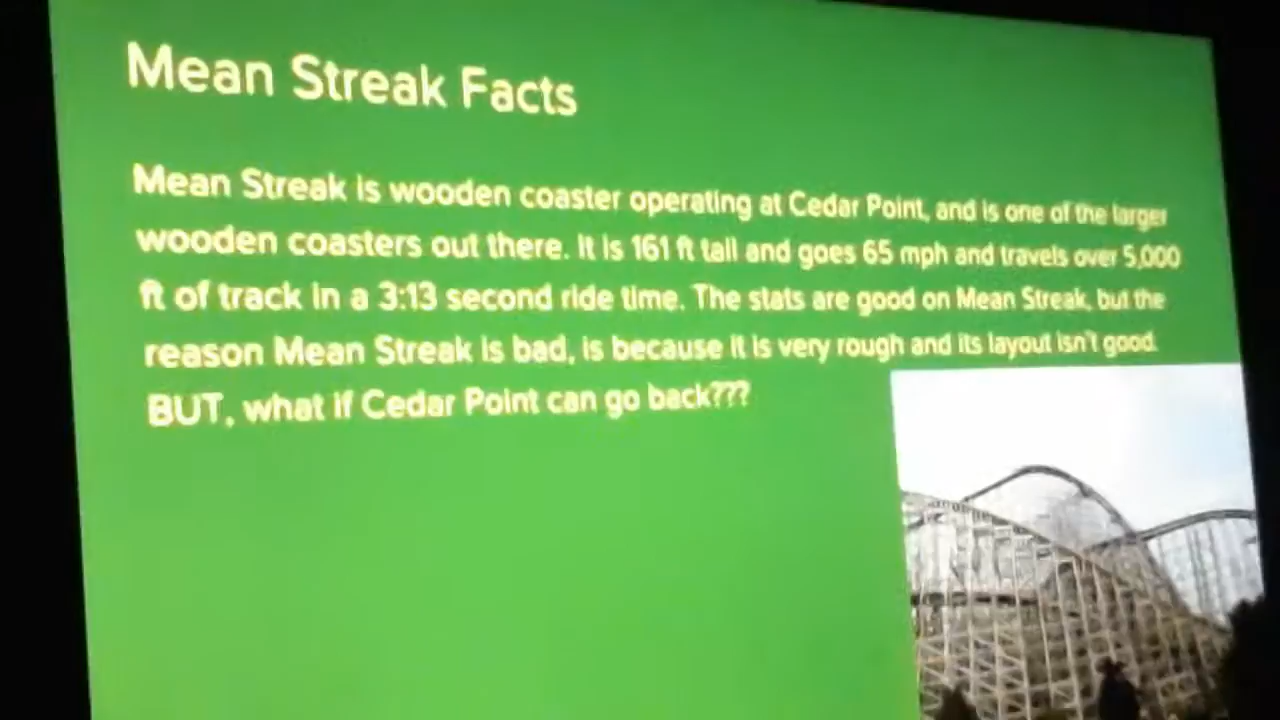 Mean Streak Facts
Mean Streak is wooden coaster operating at Cedar Point, and is one of the larger
wooden coasters out there. It is 161 ft tall and goes 65 mph and travels over 5,000
ft of track in a 3:13 second ride time. The stats are good on Mean Streak, but the
reason Mean Streak is bad, is because it is very rough and its layout isn't good.
BUT, what if Cedar Point can go back???